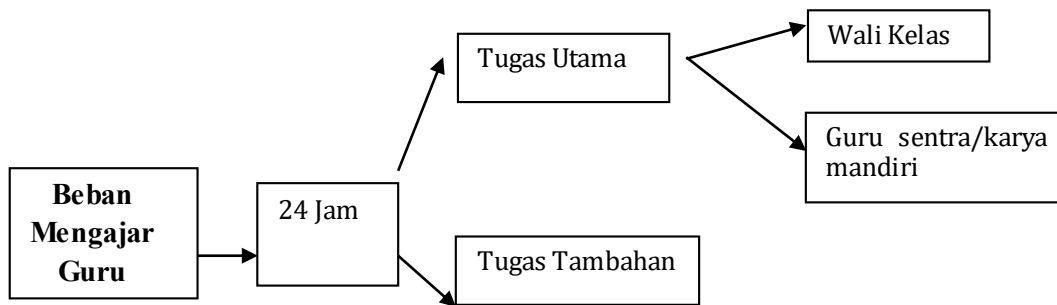 Beban
Mengajar
Guru
24 Jam
Tugas Utama
Tugas Tambahan
Wali Kelas
Guru sentra/karya
mandiri